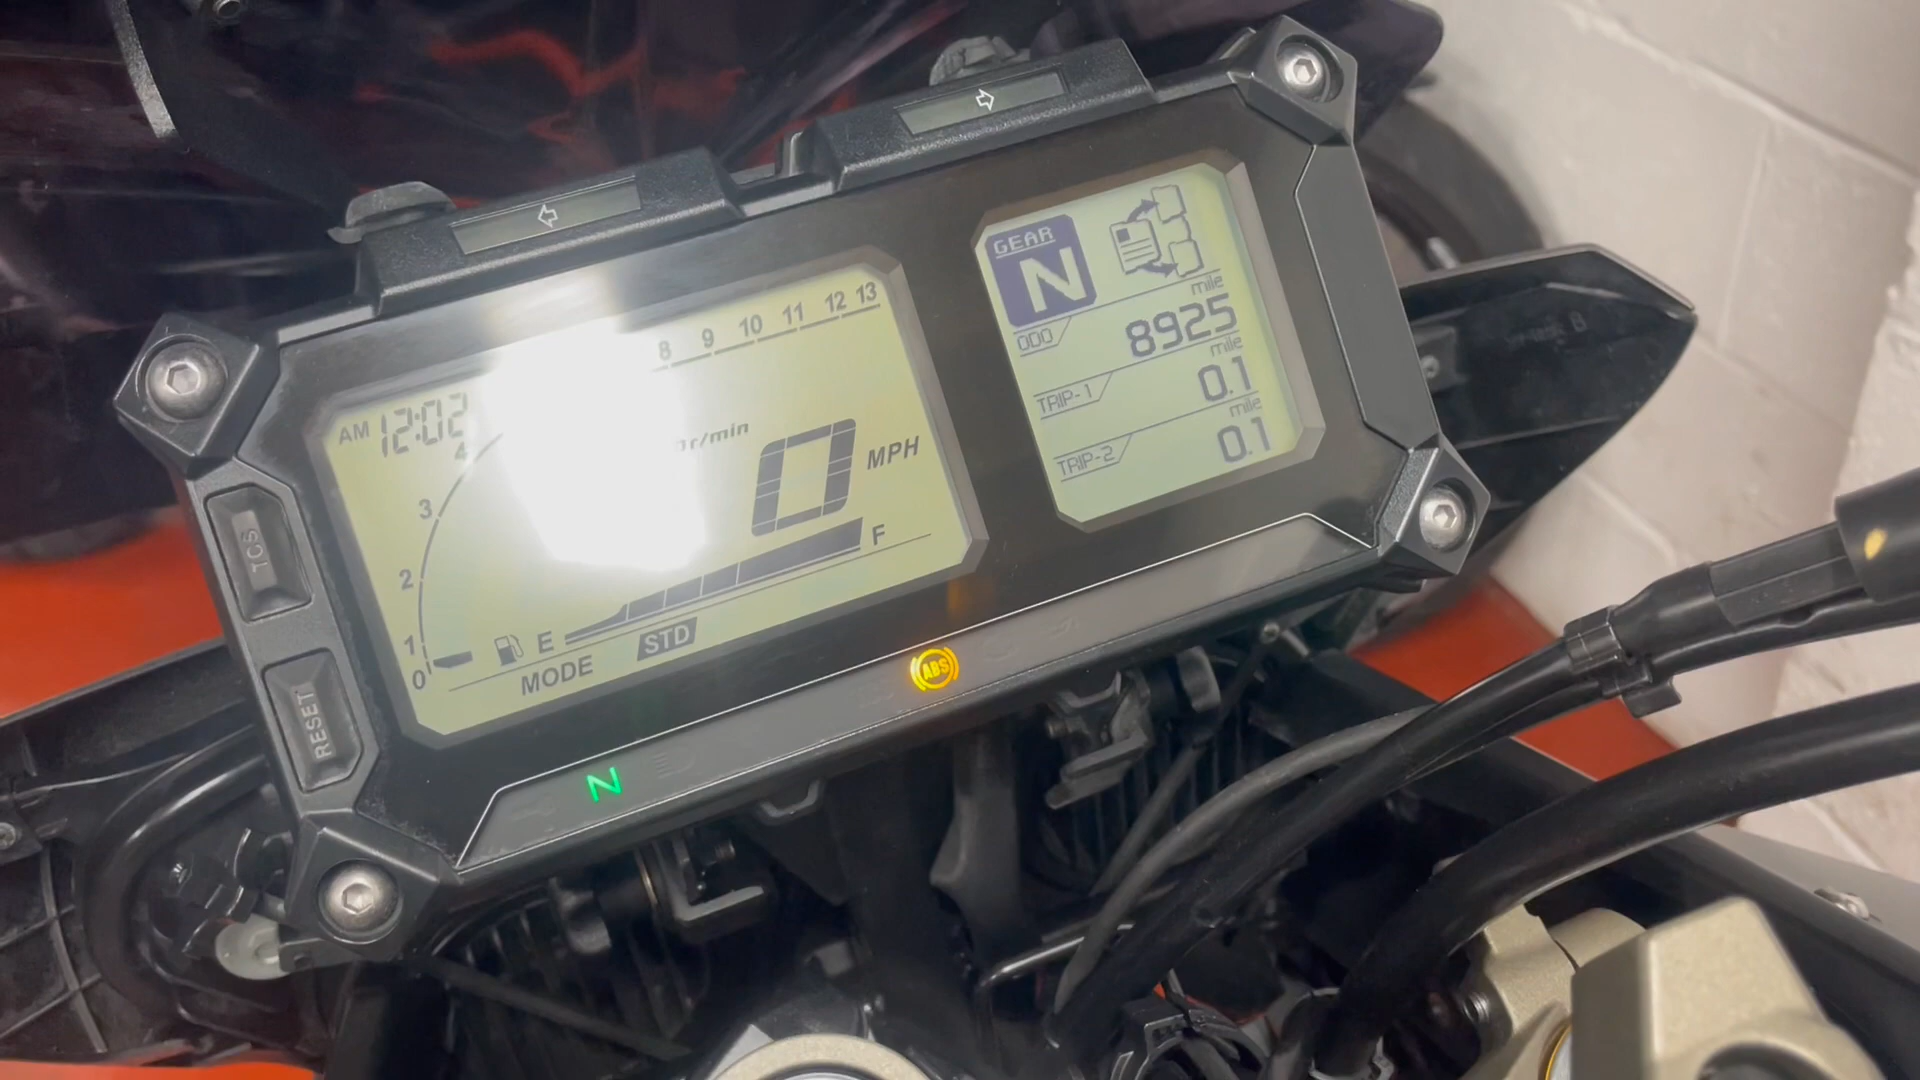 AM 12:02
8 9 10 11 12 13
4
3
2
1
0
r/min
0 MPH
E F
MODE STD
GEAR
N
mile
ODO 8925
mile
TRIP-1 0.1
mile
TRIP-2 0.1
TCS
RESET
N
ABS